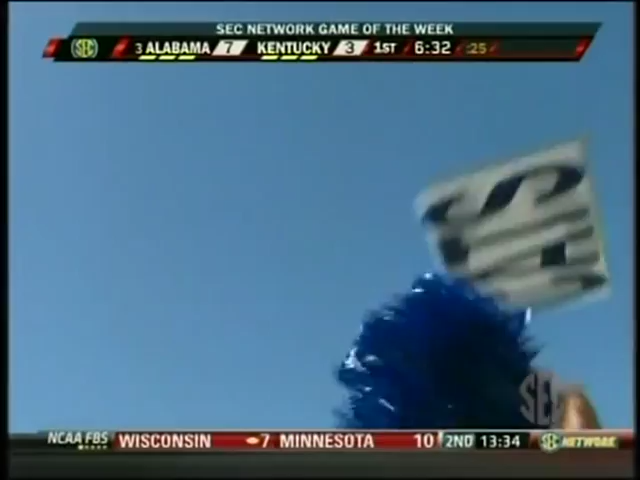 SEC NETWORK GAME OF THE WEEK
SEC 3 ALABAMA 7 KENTUCKY 3 1ST 6:32 :25
SEC
NCAA FBS WISCONSIN 7 MINNESOTA 10 2ND 13:34 SEC NETWORK